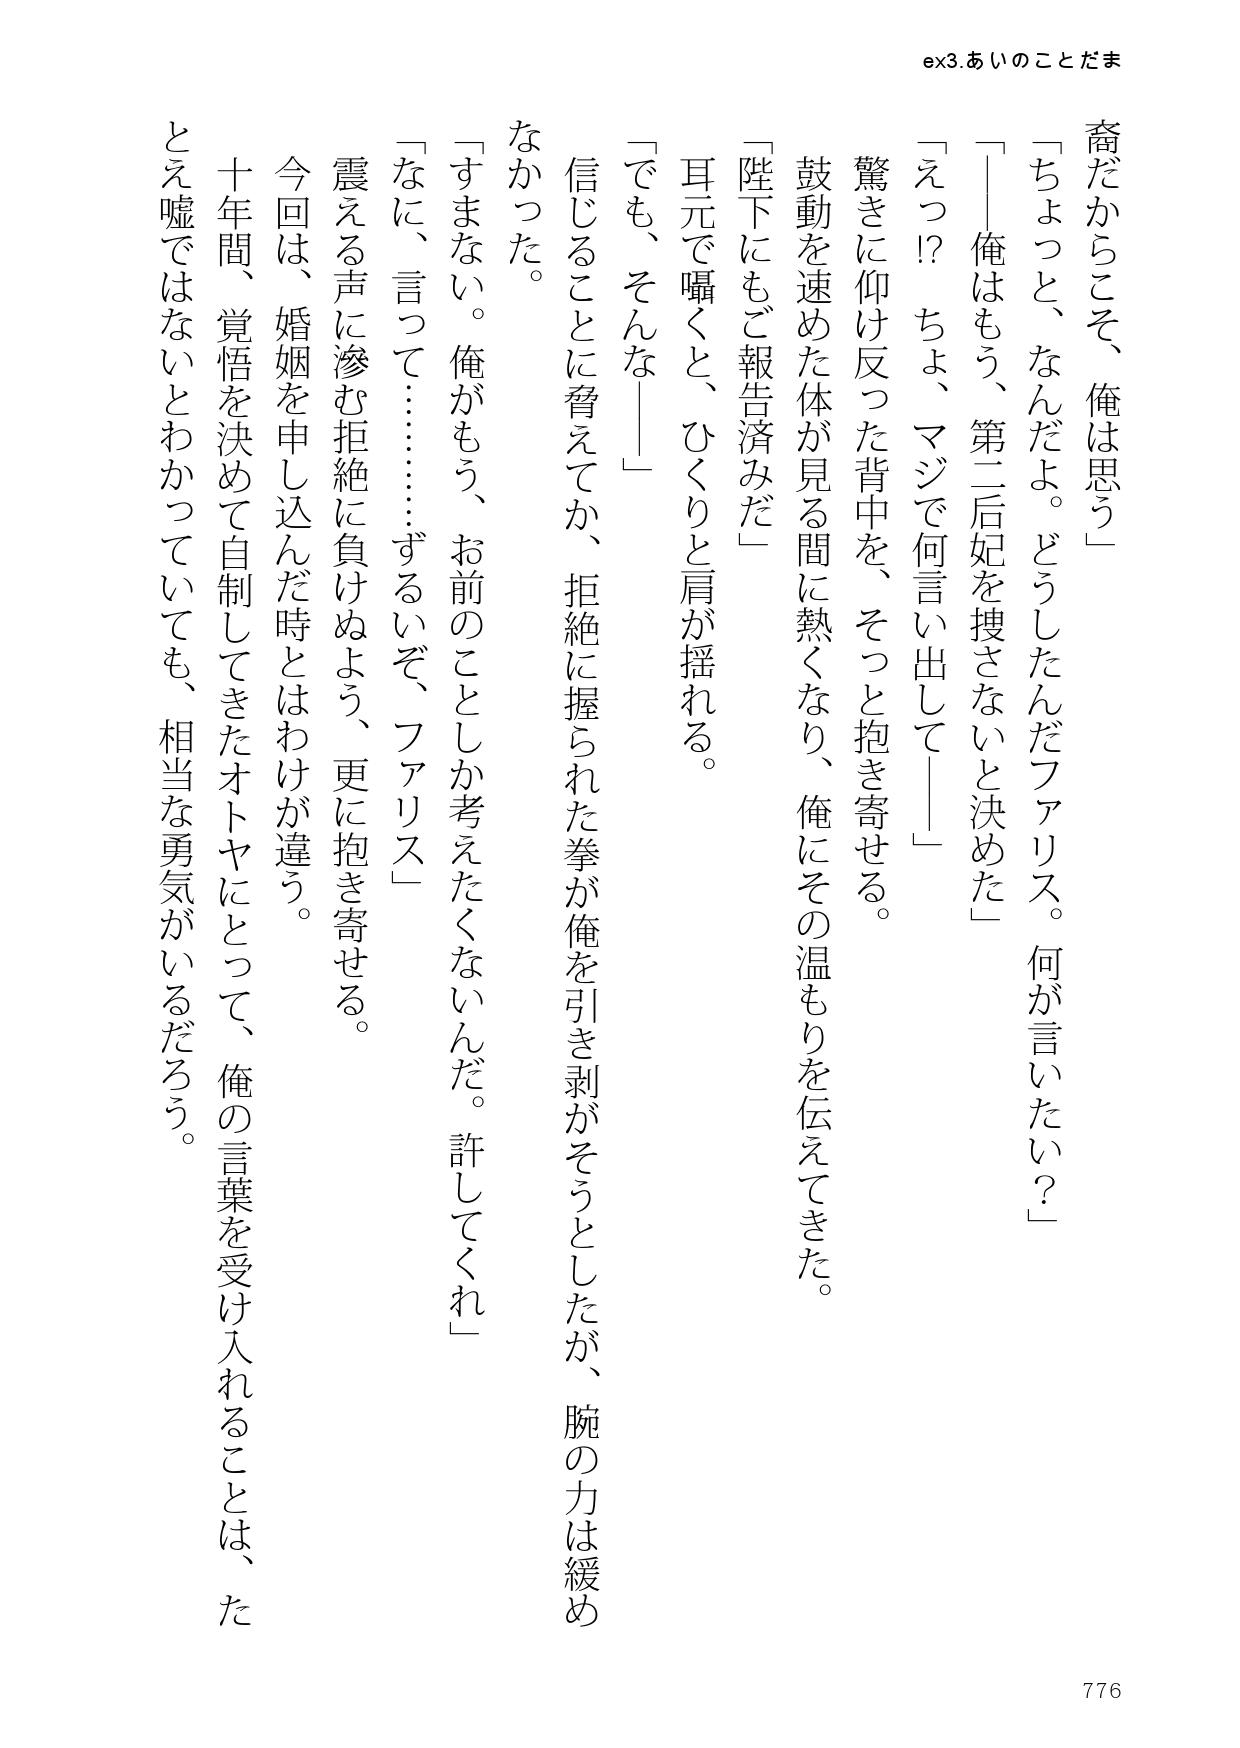 ex3.あいのことだま
裔だからこそ、俺は思う」
「ちょっと、なんだよ。どうしたんだファリス。何が言いたい？」
「――俺はもう、第二后妃を捜さないと決めた」
「えっ!?　ちょ、マジで何言い出して――」
驚きに仰け反った背中を、そっと抱き寄せる。
鼓動を速めた体が見る間に熱くなり、俺にその温もりを伝えてきた。
「陛下にもご報告済みだ」
耳元で囁くと、ひくりと肩が揺れる。
「でも、そんな――」
信じることに脅えてか、拒絶に握られた拳が俺を引き剥がそうとしたが、腕の力は緩め
なかった。
「すまない。俺がもう、お前のことしか考えたくないんだ。許してくれ」
「なに、言って…………ずるいぞ、ファリス」
震える声に滲む拒絶に負けぬよう、更に抱き寄せる。
今回は、婚姻を申し込んだ時とはわけが違う。
十年間、覚悟を決めて自制してきたオトヤにとって、俺の言葉を受け入れることは、た
とえ嘘ではないとわかっていても、相当な勇気がいるだろう。
776